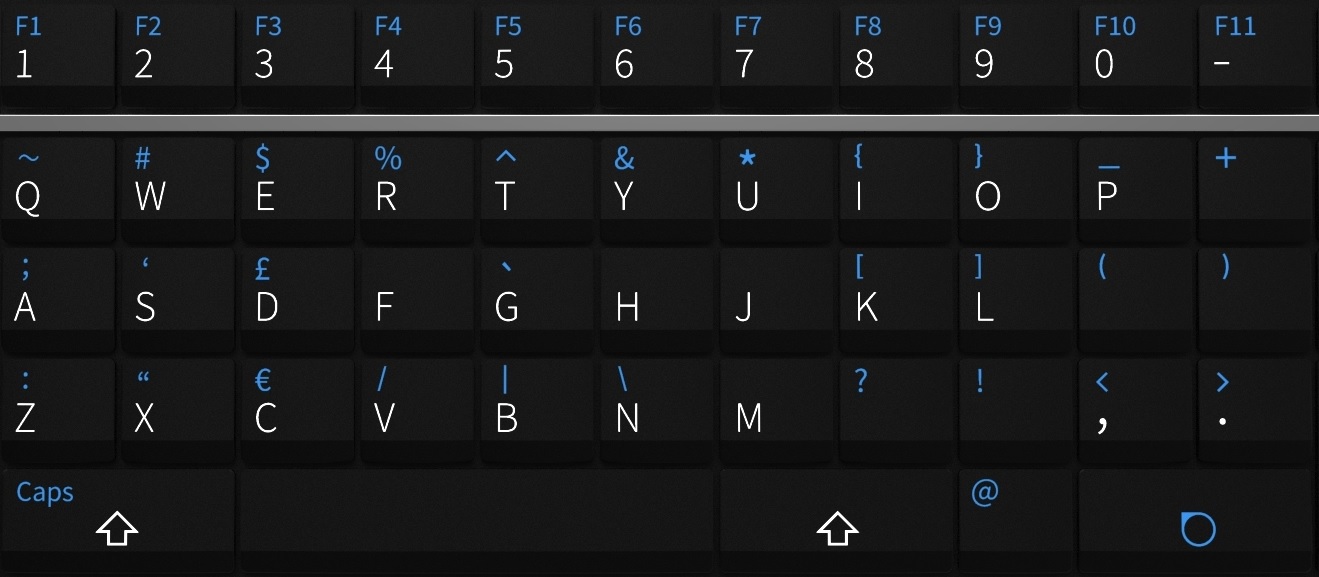 F1 F2 F3 F4 F5 F6 F7 F8 F9 F10 F11
1 2 3 4 5 6 7 8 9 0 -
~ # $ % ^ & * { } _ +
Q W E R T Y U I O P
; ‘ £ ` [ ] ( )
A S D F G H J K L
: “ € / | \ ? ! < >
Z X C V B N M , .
Caps @